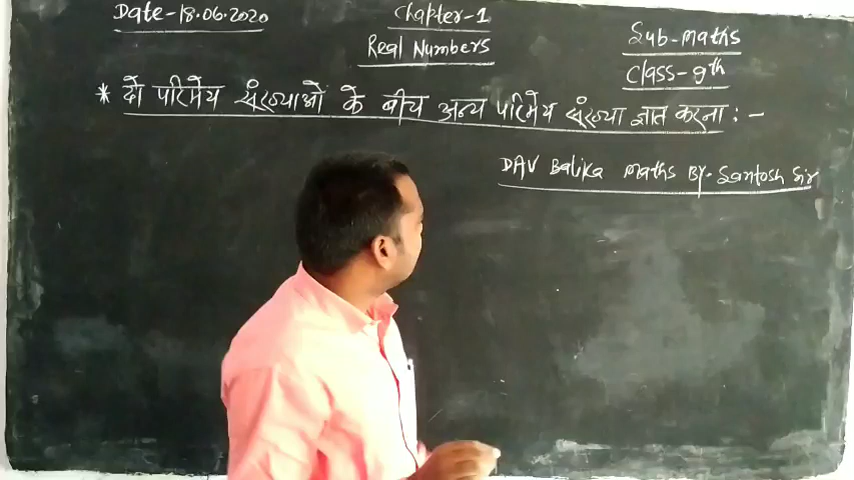 Date-18.06.2020
Chapter-1
Real Numbers
Sub-maths
Class-9th
* दो परिमेय संख्याओ के बीच अन्य परिमेय संख्या ज्ञात करना : -
DAV Balika Maths BY- Santosh Sir